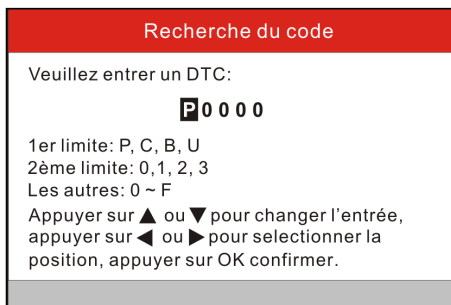 Recherche du code
Veuillez entrer un DTC:
P0000
1er limite: P, C, B, U
2ème limite: 0,1, 2, 3
Les autres: 0 ~ F
Appuyer sur ▲ ou ▼ pour changer l'entrée,
appuyer sur ◀ ou ▶ pour selectionner la
position, appuyer sur OK confirmer.